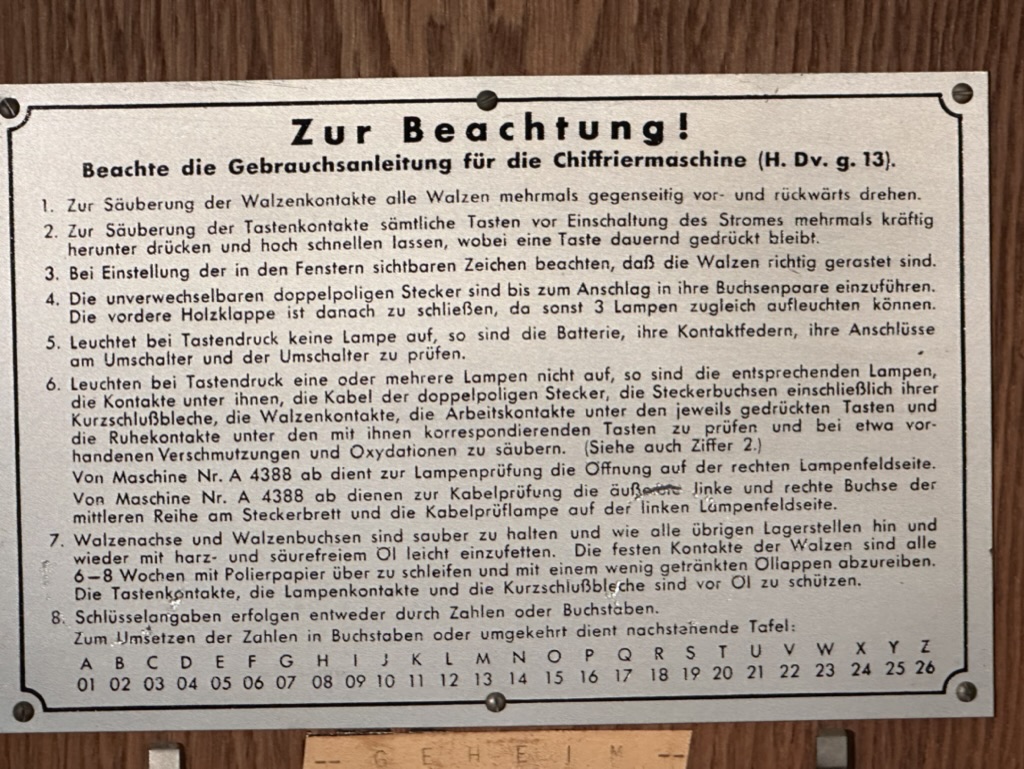 Zur Beachtung!
Beachte die Gebrauchsanleitung für die Chiffriermaschine (H. Dv. g. 13).
1. Zur Säuberung der Walzenkontakte alle Walzen mehrmals gegenseitig vor- und rückwärts drehen.
2. Zur Säuberung der Tastenkontakte sämtliche Tasten vor Einschaltung des Stromes mehrmals kräftig
herunter drücken und hoch schnellen lassen, wobei eine Taste dauernd gedrückt bleibt.
3. Bei Einstellung der in den Fenstern sichtbaren Zeichen beachten, daß die Walzen richtig gerastet sind.
4. Die unverwechselbaren doppelpoligen Stecker sind bis zum Anschlag in ihre Buchsenpaare einzuführen.
Die vordere Holzklappe ist danach zu schließen, da sonst 3 Lampen zugleich aufleuchten können.
5. Leuchtet bei Tastendruck keine Lampe auf, so sind die Batterie, ihre Kontaktfedern, ihre Anschlüsse
am Umschalter und der Umschalter zu prüfen.
6. Leuchten bei Tastendruck eine oder mehrere Lampen nicht auf, so sind die entsprechenden Lampen,
die Kontakte unter ihnen, die Kabel der doppelpoligen Stecker, die Steckerbuchsen einschließlich ihrer
Kurzschlußbleche, die Walzenkontakte, die Arbeitskontakte unter den jeweils gedrückten Tasten und
die Ruhekontakte unter den mit ihnen korrespondierenden Tasten zu prüfen und bei etwa vor-
handenen Verschmutzungen und Oxydationen zu säubern. (Siehe auch Ziffer 2.)
Von Maschine Nr. A 4388 ab dient zur Lampenprüfung die Öffnung auf der rechten Lampenfeldseite.
Von Maschine Nr. A 4388 ab dienen zur Kabelprüfung die äußerste linke und rechte Buchse der
mittleren Reihe am Steckerbrett und die Kabelprüflampe auf der linken Lampenfeldseite.
7. Walzenachse und Walzenbuchsen sind sauber zu halten und wie alle übrigen Lagerstellen hin und
wieder mit harz- und säurefreiem Öl leicht einzufetten. Die festen Kontakte der Walzen sind alle
6–8 Wochen mit Polierpapier über zu schleifen und mit einem wenig getränkten Öllappen abzureiben.
Die Tastenkontakte, die Lampenkontakte und die Kurzschlußbleche sind vor Öl zu schützen.
8. Schlüsselangaben erfolgen entweder durch Zahlen oder Buchstaben.
Zum Umsetzen der Zahlen in Buchstaben oder umgekehrt dient nachstehende Tafel:
A B C D E F G H I J K L M N O P Q R S T U V W X Y Z
01 02 03 04 05 06 07 08 09 10 11 12 13 14 15 16 17 18 19 20 21 22 23 24 25 26
-- G E H E I M --